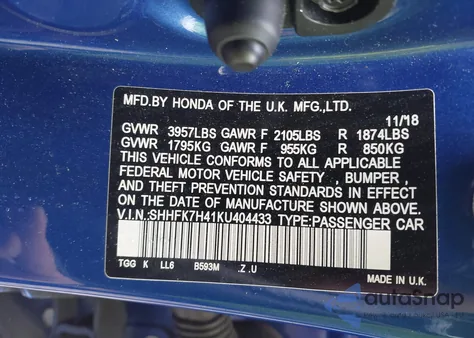 MFD.BY HONDA OF THE U.K. MFG.,LTD.
11/18
GVWR 3957LBS GAWR F 2105LBS R 1874LBS
GVWR 1795KG GAWR F 955KG R 850KG
THIS VEHICLE CONFORMS TO ALL APPLICABLE
FEDERAL MOTOR VEHICLE SAFETY , BUMPER ,
AND THEFT PREVENTION STANDARDS IN EFFECT
ON THE DATE OF MANUFACTURE SHOWN ABOVE.
V.I.N.:SHHFK7H41KU404433 TYPE:PASSENGER CAR
TGG K LL6 B593M .Z .U
MADE IN U.K.
autoSnap